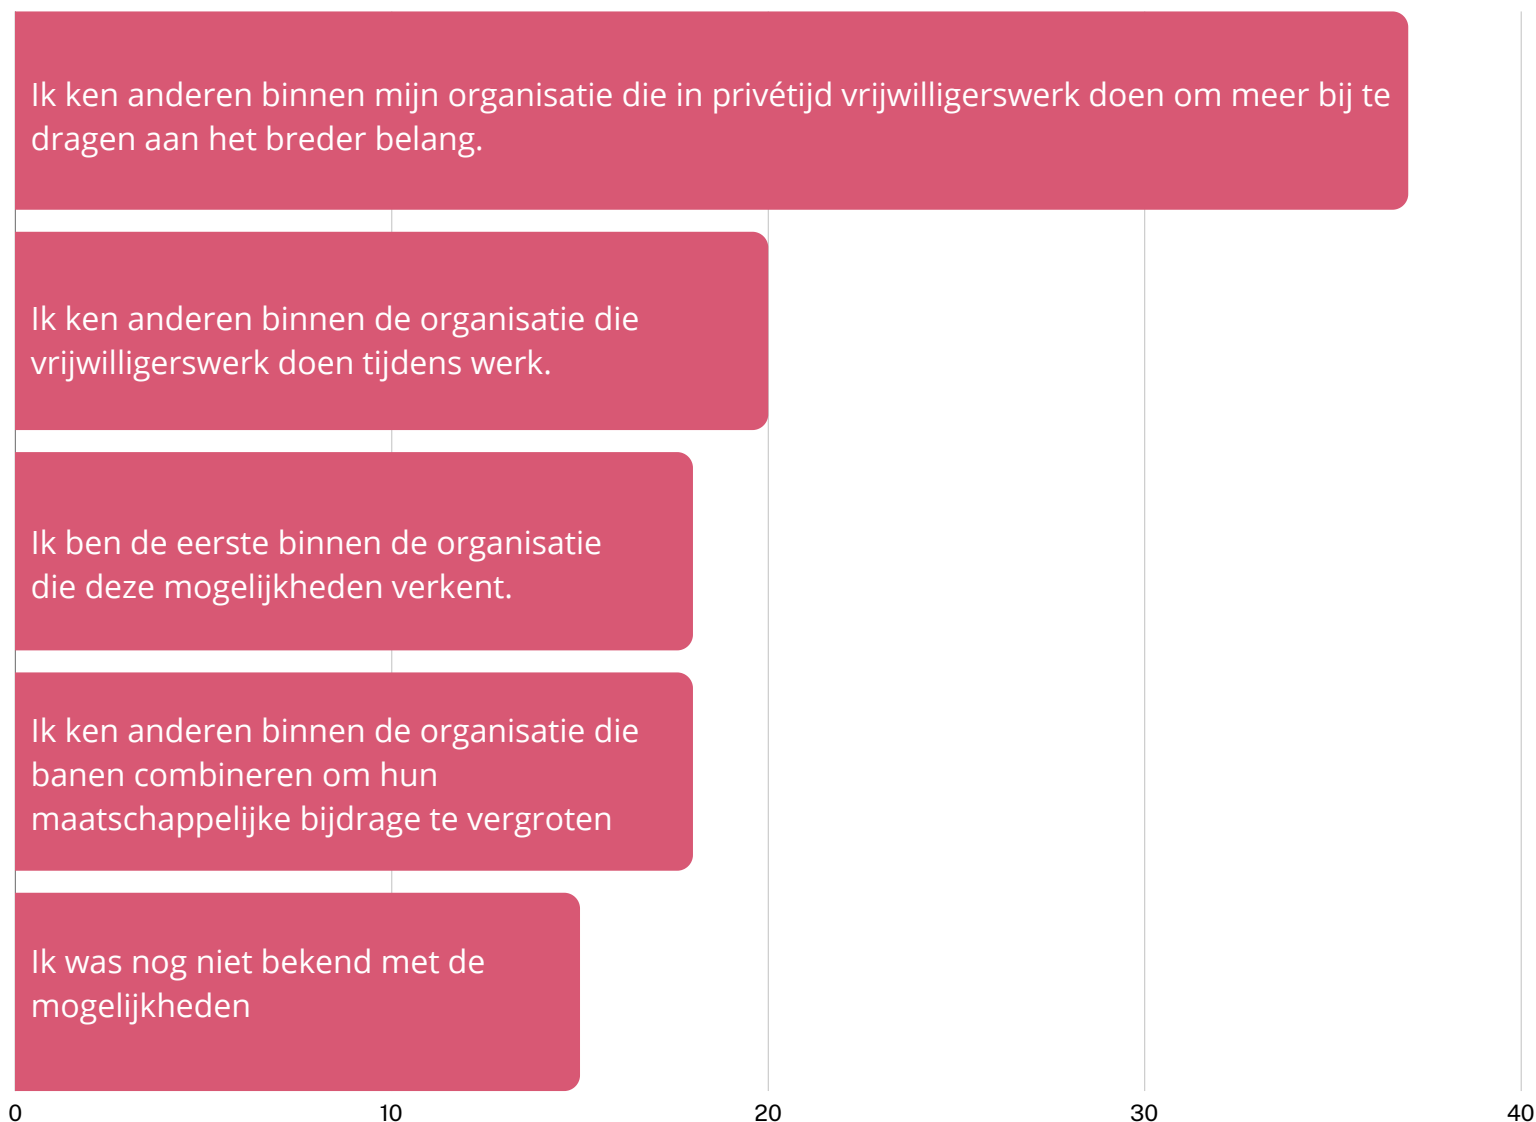 Ik ken anderen binnen mijn organisatie die in privétijd vrijwilligerswerk doen om meer bij te
dragen aan het breder belang.
Ik ken anderen binnen de organisatie die
vrijwilligerswerk doen tijdens werk.
Ik ben de eerste binnen de organisatie
die deze mogelijkheden verkent.
Ik ken anderen binnen de organisatie die
banen combineren om hun
maatschappelijke bijdrage te vergroten
Ik was nog niet bekend met de
mogelijkheden
0 10 20 30 40